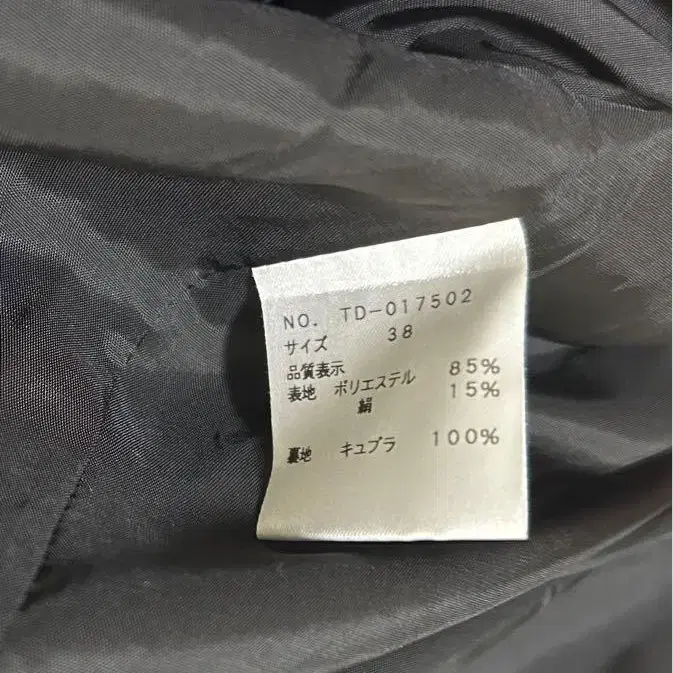 NO. TD-017502
サイズ 38
品質表示
表地 ポリエステル 85%
絹 15%
裏地 キュプラ 100%